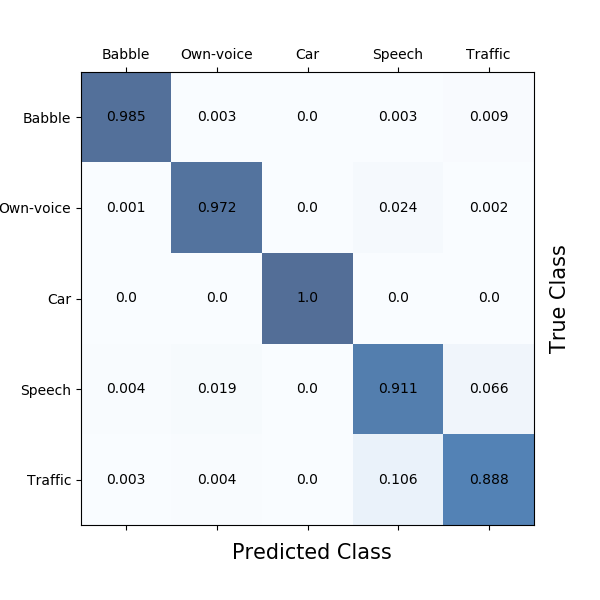 Babble Own-voice Car Speech Traffic
Babble 0.985 0.003 0.0 0.003 0.009
Own-voice 0.001 0.972 0.0 0.024 0.002
Car 0.0 0.0 1.0 0.0 0.0
Speech 0.004 0.019 0.0 0.911 0.066
Traffic 0.003 0.004 0.0 0.106 0.888
True Class
Predicted Class